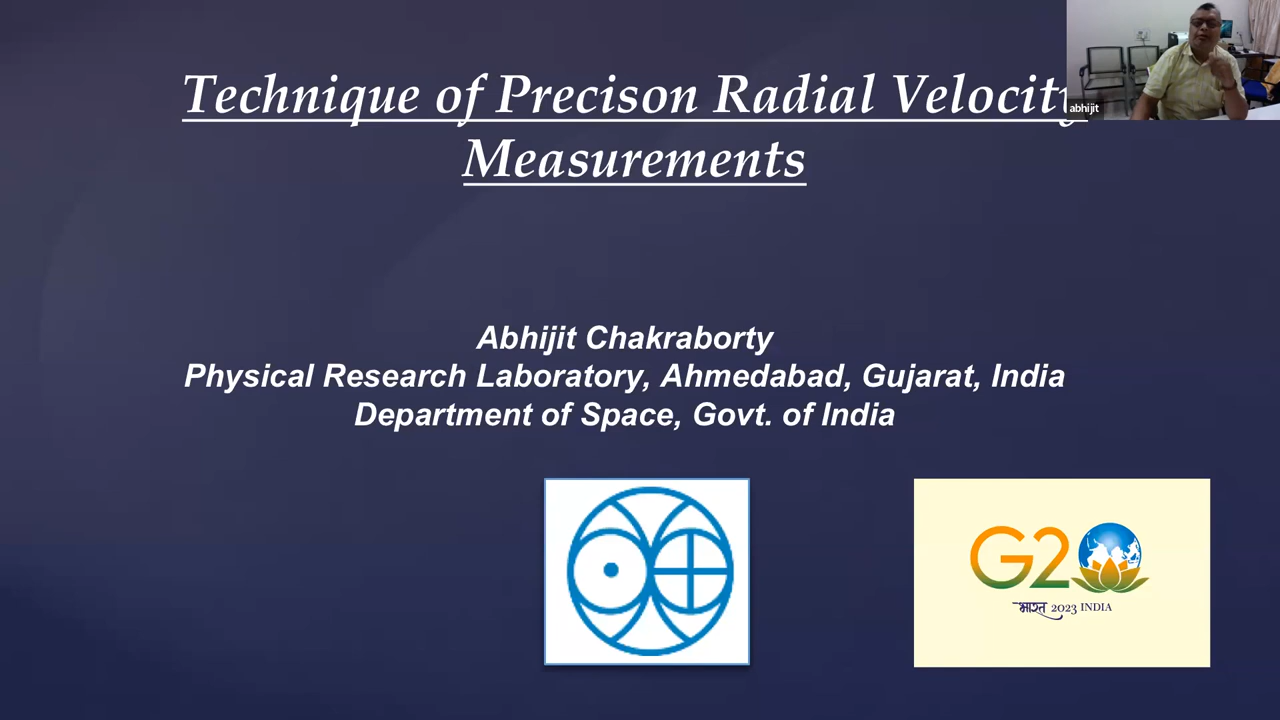 Technique of Precison Radial Velocity
Measurements
abhijit
Abhijit Chakraborty
Physical Research Laboratory, Ahmedabad, Gujarat, India
Department of Space, Govt. of India
G20
भारत 2023 INDIA